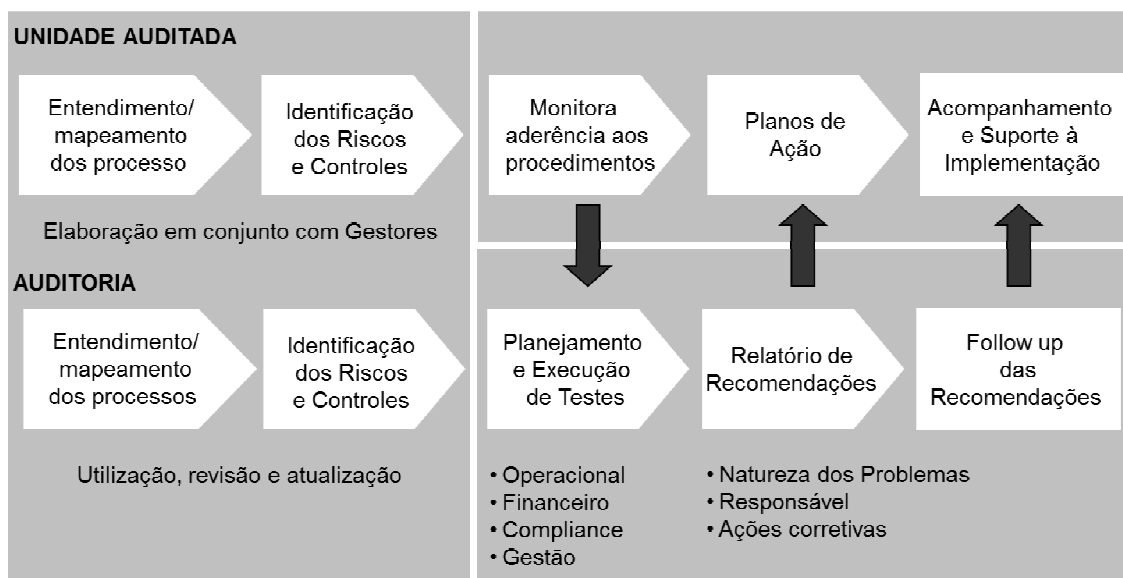 UNIDADE AUDITADA
Entendimento/
mapeamento
dos processo
Identificação
dos Riscos
e Controles
Monitora
aderência aos
procedimentos
Planos de
Ação
Acompanhamento
e Suporte à
Implementação
Elaboração em conjunto com Gestores
AUDITORIA
Entendimento/
mapeamento
dos processos
Identificação
dos Riscos
e Controles
Planejamento
e Execução
de Testes
Relatório de
Recomendações
Follow up
das
Recomendações
Utilização, revisão e atualização
• Operacional
• Financeiro
• Compliance
• Gestão
• Natureza dos Problemas
• Responsável
• Ações corretivas